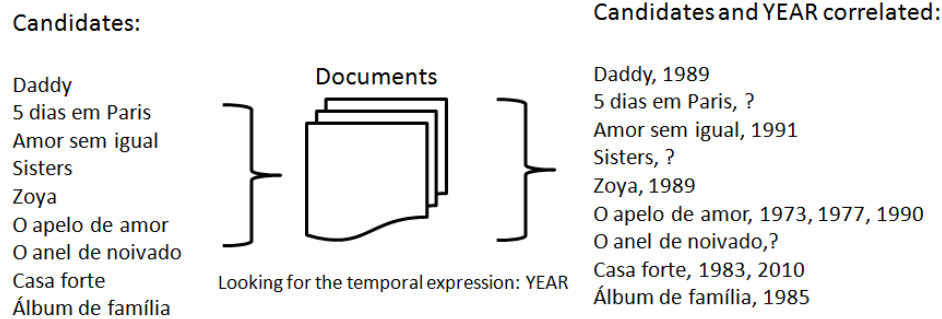 Candidates:
Daddy
5 dias em Paris
Amor sem igual
Sisters
Zoya
O apelo de amor
O anel de noivado
Casa forte
Álbum de família
Documents
Looking for the temporal expression: YEAR
Candidates and YEAR correlated:
Daddy, 1989
5 dias em Paris, ?
Amor sem igual, 1991
Sisters, ?
Zoya, 1989
O apelo de amor, 1973, 1977, 1990
O anel de noivado,?
Casa forte, 1983, 2010
Álbum de família, 1985